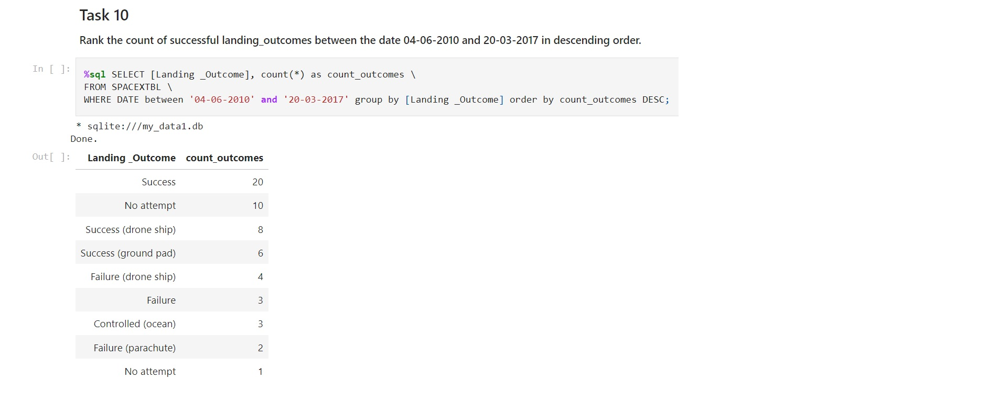 Task 10
Rank the count of successful landing_outcomes between the date 04-06-2010 and 20-03-2017 in descending order.
In [ ]:
%sql SELECT [Landing _Outcome], count(*) as count_outcomes \
FROM SPACEXTBL \
WHERE DATE between '04-06-2010' and '20-03-2017' group by [Landing _Outcome] order by count_outcomes DESC;
* sqlite:///my_data1.db
Done.
Out[ ]:
Landing _Outcome count_outcomes
Success 20
No attempt 10
Success (drone ship) 8
Success (ground pad) 6
Failure (drone ship) 4
Failure 3
Controlled (ocean) 3
Failure (parachute) 2
No attempt 1